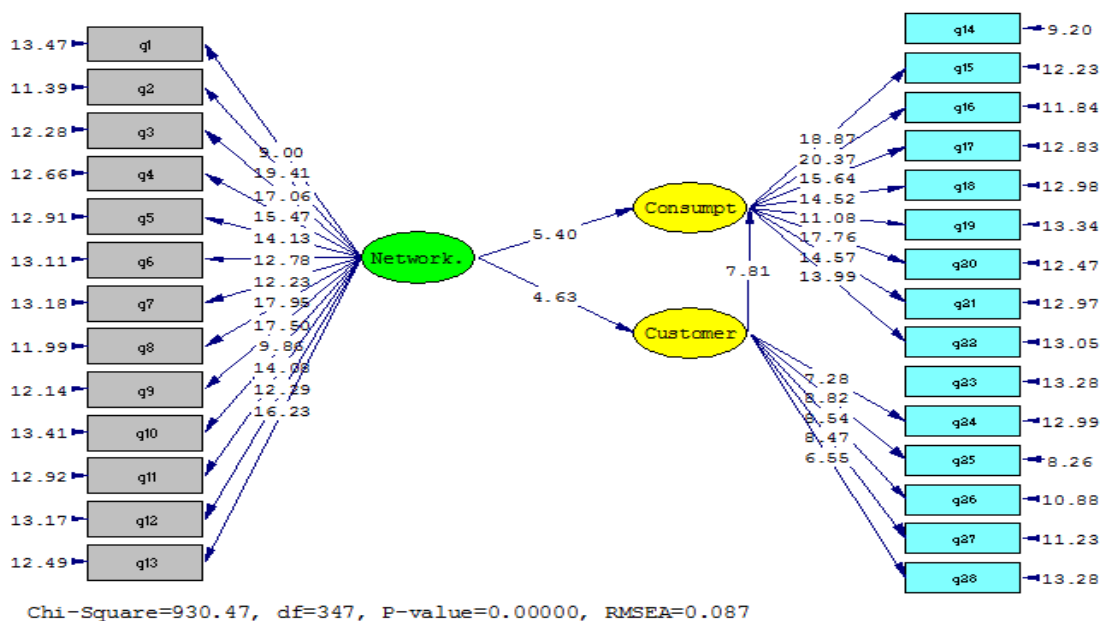 13.47 q1
11.39 q2
12.28 q3
12.66 q4
12.91 q5
13.11 q6
13.18 q7
11.99 q8
12.14 q9
13.41 q10
12.92 q11
13.17 q12
12.49 q13
9.00
19.41
17.06
15.47
14.13
12.78
12.23
17.95
17.50
9.86
14.08
12.29
16.23
Network.
5.40
4.63
Consumpt
7.81
Customer
18.87
20.37
15.64
14.52
11.08
17.76
14.57
13.99
7.28
8.82
8.54
8.47
6.55
q14 9.20
q15 12.23
q16 11.84
q17 12.83
q18 12.98
q19 13.34
q20 12.47
q21 12.97
q22 13.05
q23 13.28
q24 12.99
q25 8.26
q26 10.88
q27 11.23
q28 13.28
Chi-Square=930.47, df=347, P-value=0.00000, RMSEA=0.087